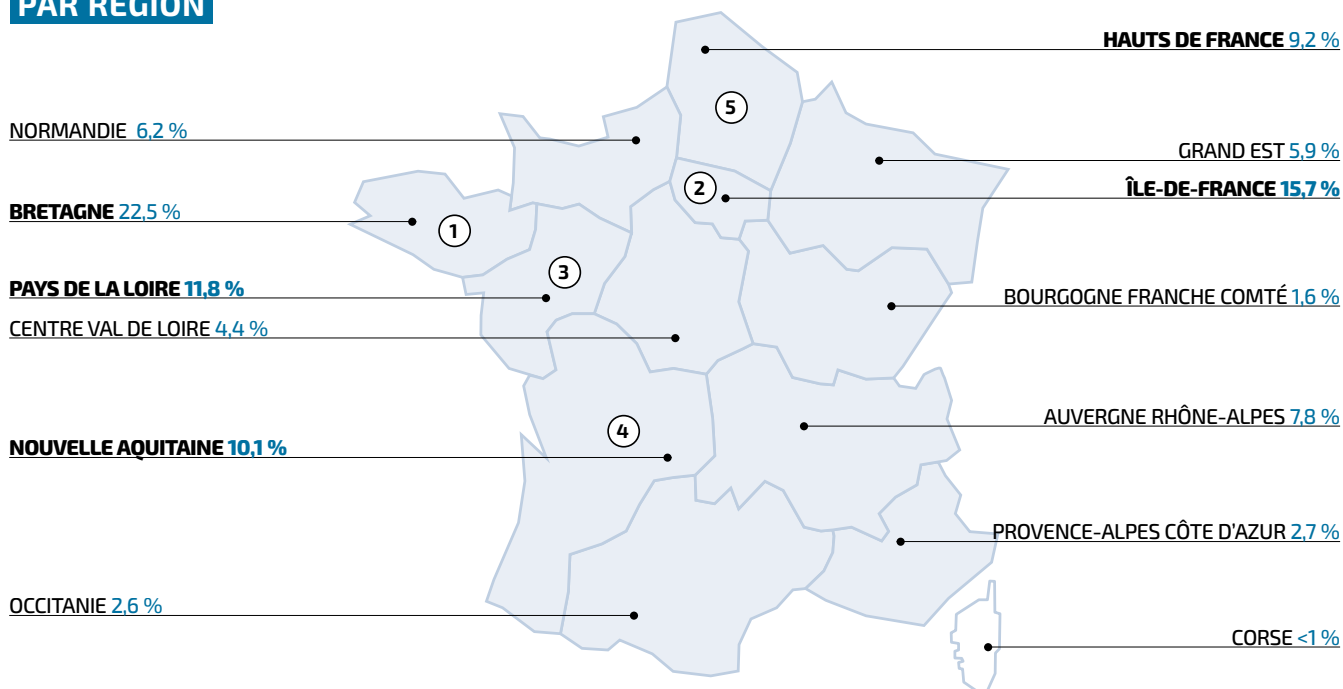 PAR RÉGION
HAUTS DE FRANCE 9,2 %
5
NORMANDIE 6,2 %
GRAND EST 5,9 %
2
ÎLE-DE-FRANCE 15,7 %
BRETAGNE 22,5 %
1
3
PAYS DE LA LOIRE 11,8 %
BOURGOGNE FRANCHE COMTÉ 1,6 %
CENTRE VAL DE LOIRE 4,4 %
AUVERGNE RHÔNE-ALPES 7,8 %
4
NOUVELLE AQUITAINE 10,1 %
PROVENCE-ALPES CÔTE D'AZUR 2,7 %
OCCITANIE 2,6 %
CORSE <1 %